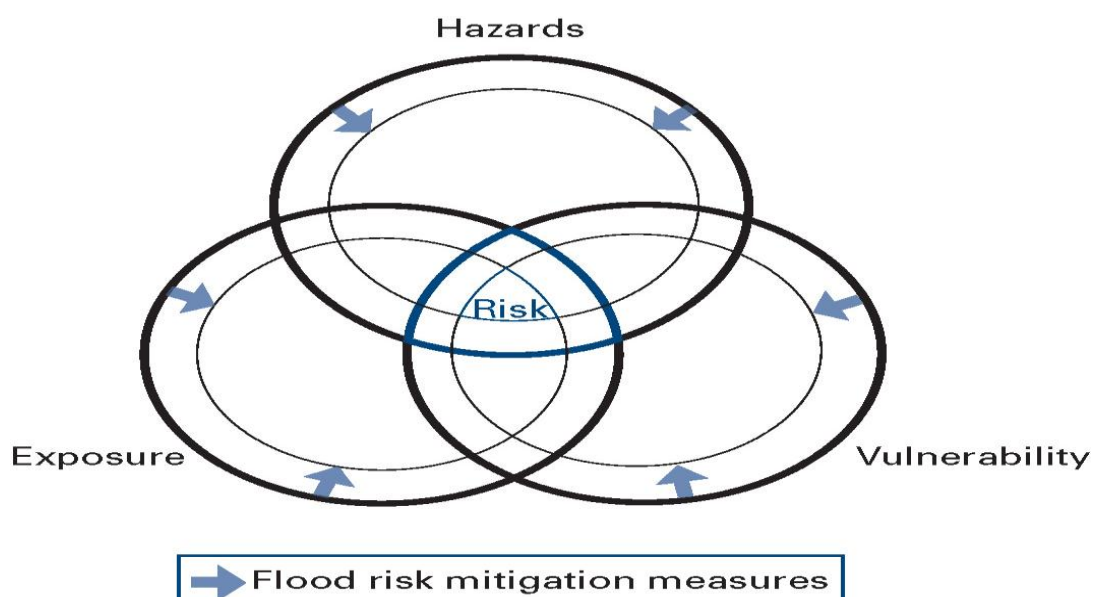 Hazards
Risk
Exposure
Vulnerability
Flood risk mitigation measures